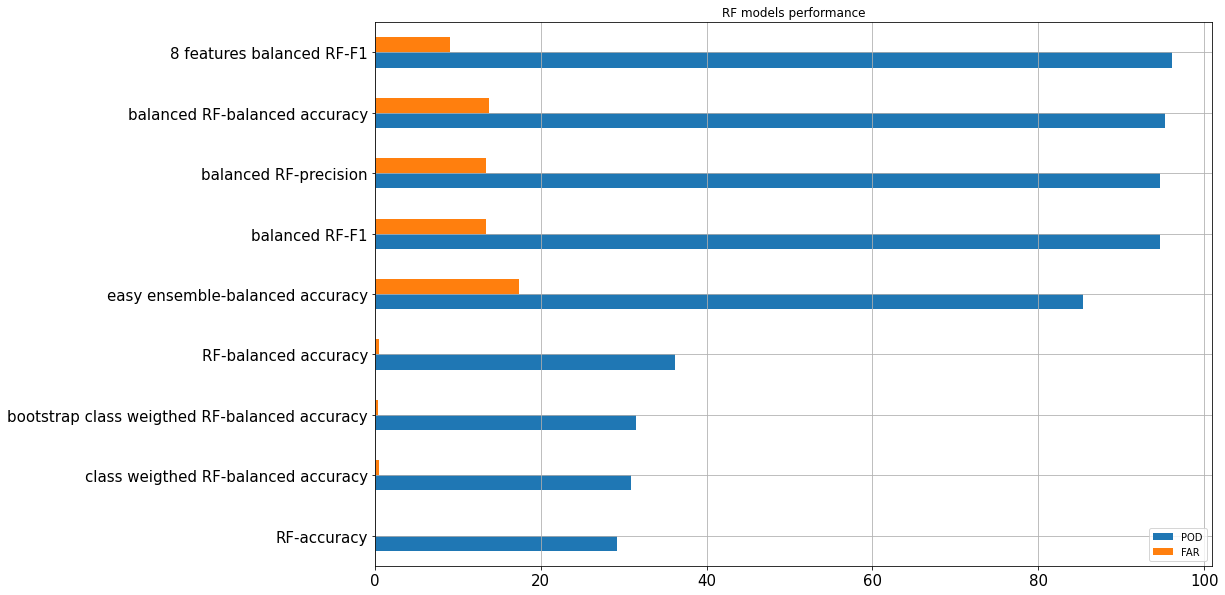 RF models performance
8 features balanced RF-F1
balanced RF-balanced accuracy
balanced RF-precision
balanced RF-F1
easy ensemble-balanced accuracy
RF-balanced accuracy
bootstrap class weigthed RF-balanced accuracy
class weigthed RF-balanced accuracy
RF-accuracy
POD
FAR
0 20 40 60 80 100